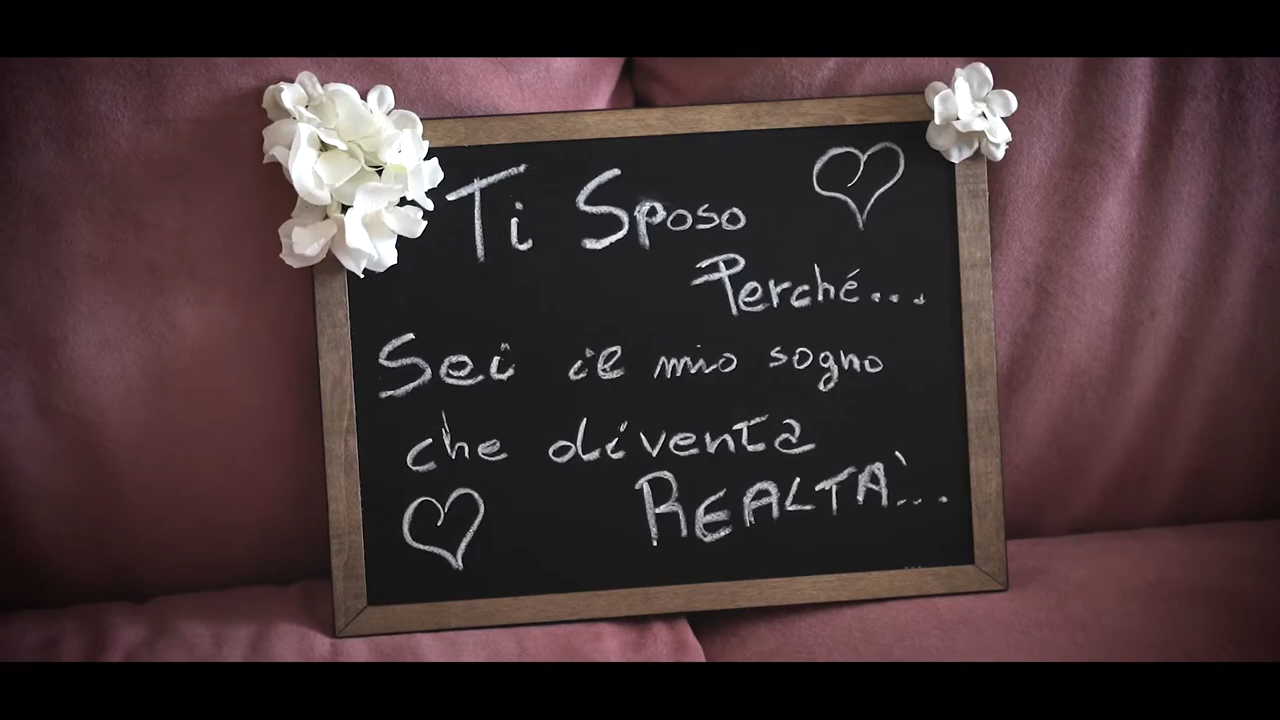 Ti Sposo
Perché...
Sei il mio sogno
che diventa
REALTÀ...